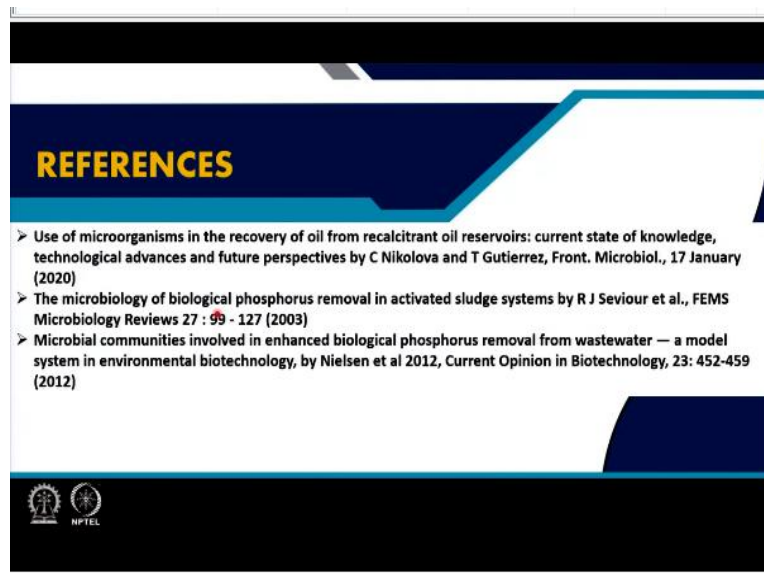 REFERENCES
➢ Use of microorganisms in the recovery of oil from recalcitrant oil reservoirs: current state of knowledge,
technological advances and future perspectives by C Nikolova and T Gutierrez, Front. Microbiol., 17 January
(2020)
➢ The microbiology of biological phosphorus removal in activated sludge systems by R J Seviour et al., FEMS
Microbiology Reviews 27 : 99 - 127 (2003)
➢ Microbial communities involved in enhanced biological phosphorus removal from wastewater — a model
system in environmental biotechnology, by Nielsen et al 2012, Current Opinion in Biotechnology, 23: 452-459
(2012)
NPTEL